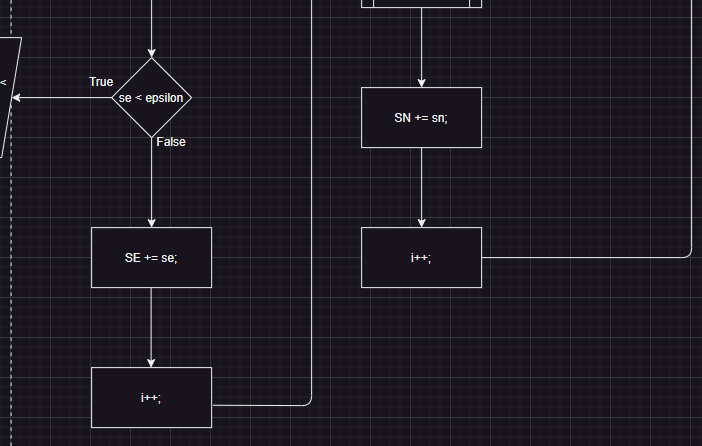 True
<
se < epsilon
False
SE += se;
i++;
SN += sn;
i++;